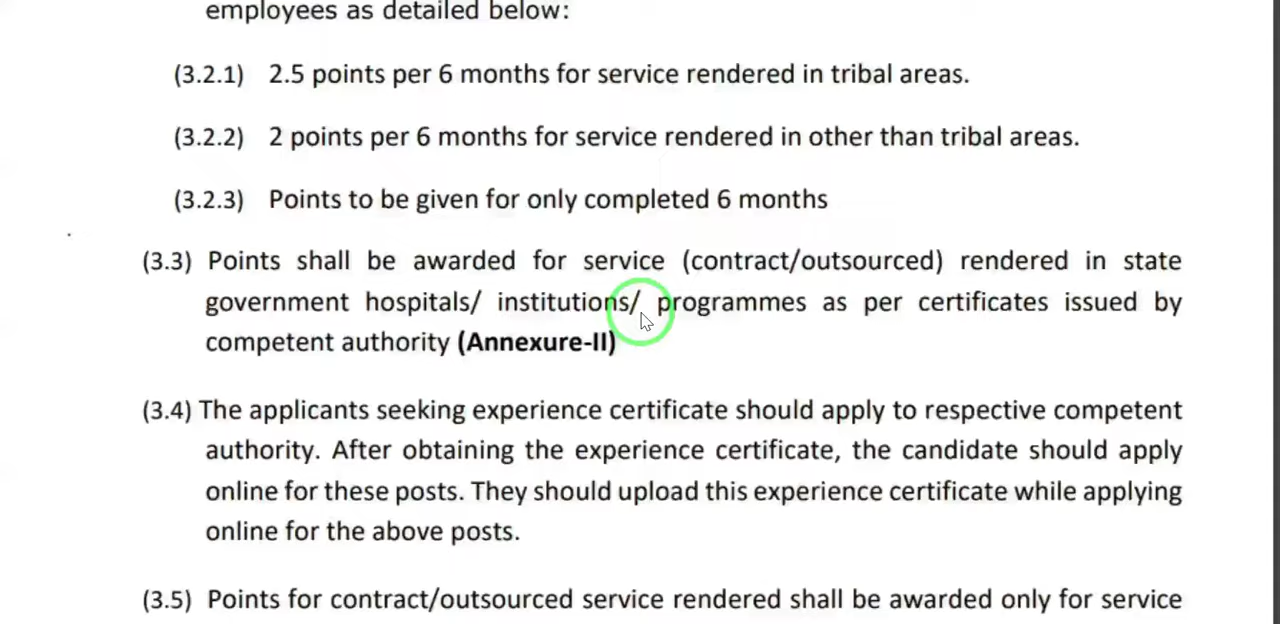 employees as detailed below:
(3.2.1) 2.5 points per 6 months for service rendered in tribal areas.
(3.2.2) 2 points per 6 months for service rendered in other than tribal areas.
(3.2.3) Points to be given for only completed 6 months
(3.3) Points shall be awarded for service (contract/outsourced) rendered in state
government hospitals/ institutions/ programmes as per certificates issued by
competent authority (Annexure-II)
(3.4) The applicants seeking experience certificate should apply to respective competent
authority. After obtaining the experience certificate, the candidate should apply
online for these posts. They should upload this experience certificate while applying
online for the above posts.
(3.5) Points for contract/outsourced service rendered shall be awarded only for service